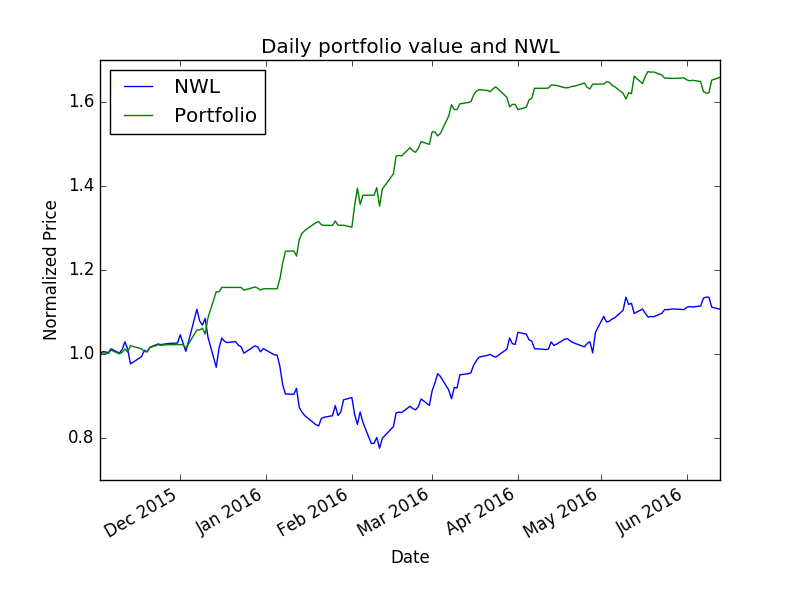 Daily portfolio value and NWL
NWL
Portfolio
1.6
1.4
1.2
1.0
0.8
Normalized Price
Dec 2015
Jan 2016
Feb 2016
Mar 2016
Apr 2016
May 2016
Jun 2016
Date